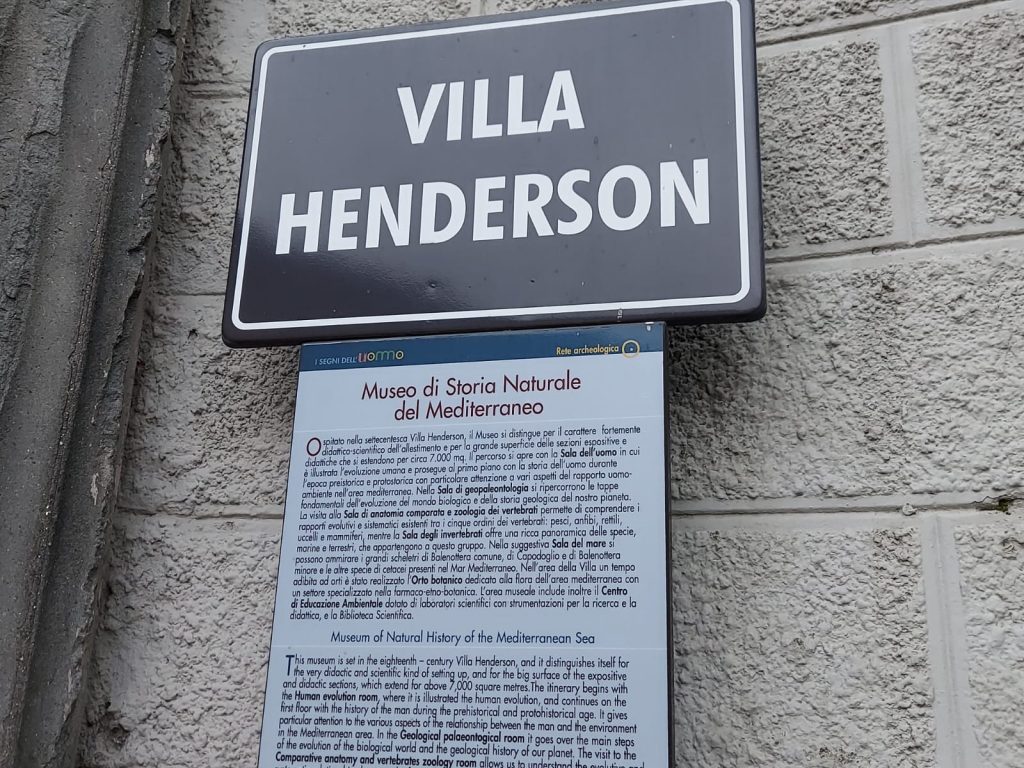 VILLA
HENDERSON
I SEGNI DELL'UOMO
Rete archeologica
Museo di Storia Naturale
del Mediterraneo
Ospitato nella settecentesca Villa Henderson, il Museo si distingue per il carattere fortemente
didattico-scientifico dell'allestimento e per la grande superficie delle sezioni espositive e
didattiche che si estendono per circa 7.000 mq. Il percorso si apre con la Sala dell'uomo in cui
è illustrata l'evoluzione umana e prosegue al primo piano con la storia dell'uomo durante
l'epoca preistorica e protostorica con particolare attenzione a vari aspetti del rapporto uomo-
ambiente nell'area mediterranea. Nella Sala di geopaleontologia si ripercorrono le tappe
fondamentali dell'evoluzione del mondo biologico e della storia geologica del nostro pianeta.
La visita alla Sala di anatomia comparata e zoologia dei vertebrati permette di comprendere i
rapporti evolutivi e sistematici esistenti tra i cinque ordini dei vertebrati: pesci, anfibi, rettili,
uccelli e mammiferi, mentre la Sala degli invertebrati offre una ricca panoramica delle specie,
marine e terrestri, che appartengono a questo gruppo. Nella suggestiva Sala del mare si
possono ammirare i grandi scheletri di Balenottera comune, di Capodoglio e di Balenottera
minore e le altre specie di cetacei presenti nel Mar Mediterraneo. Nell'area della Villa un tempo
adibita ad orti è stato realizzato l'Orto botanico dedicato alla flora dell'area mediterranea con
un settore specializzato nella farmaco-etno-botanica. L'area museale include inoltre il Centro
di Educazione Ambientale dotato di laboratori scientifici con strumentazioni per la ricerca e la
didattica, e la Biblioteca Scientifica.
Museum of Natural History of the Mediterranean Sea
This museum is set in the eighteenth – century Villa Henderson, and it distinguishes itself for
the very didactic and scientific kind of setting up, and for the big surface of the expositive
and didactic sections, which extend for above 7,000 square metres. The itinerary begins with
the Human evolution room, where it is illustrated the human evolution, and continues on the
first floor with the history of the man during the prehistorical and protohistorical age. It gives
particular attention to the various aspects of the relationship between the man and the environment
in the Mediterranean area. In the Geological palaeontogical room it goes over the main steps
of the evolution of the biological world and the geological history of our planet. The visit to the
Comparative anatomy and vertebrates zoology room allows us to understand the evolutive and